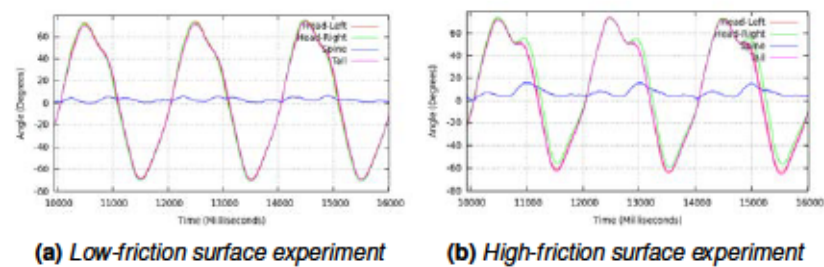 60
40
20
0
-20
-40
-60
-80
Angle (Degrees)
10000 11000 12000 13000 14000 15000 16000
Time (Milliseconds)
Head-Left
Head-Right
Spine
Tail
(a) Low-friction surface experiment
60
40
20
0
-20
-40
-60
-80
Angle (Degrees)
10000 11000 12000 13000 14000 15000 16000
Time (Milliseconds)
Head-Left
Head-Right
Spine
Tail
(b) High-friction surface experiment